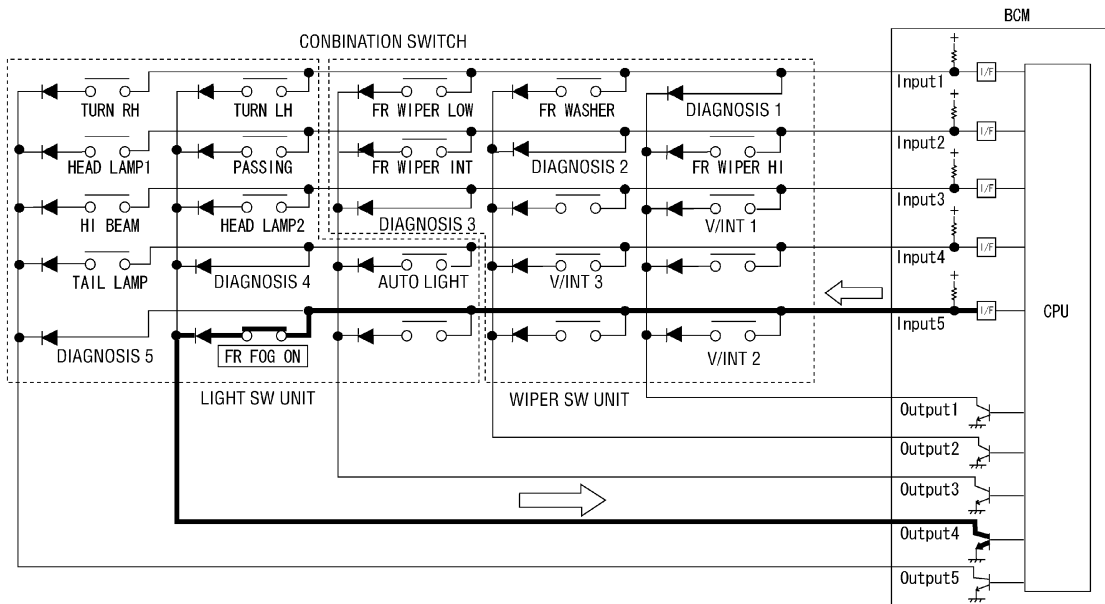 BCM
CONBINATION SWITCH
TURN RH
TURN LH
FR WIPER LOW
FR WASHER
DIAGNOSIS 1
Input1
I/F
HEAD LAMP1
PASSING
FR WIPER INT
DIAGNOSIS 2
FR WIPER HI
Input2
I/F
HI BEAM
HEAD LAMP2
DIAGNOSIS 3
V/INT 1
Input3
I/F
TAIL LAMP
DIAGNOSIS 4
AUTO LIGHT
V/INT 3
Input4
I/F
DIAGNOSIS 5
FR FOG ON
V/INT 2
Input5
I/F
CPU
LIGHT SW UNIT
WIPER SW UNIT
Output1
Output2
Output3
Output4
Output5